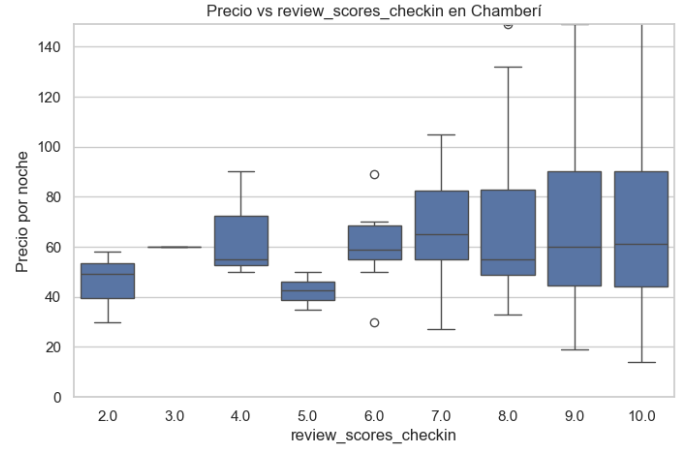 Precio vs review_scores_checkin en Chamberí
140
120
100
80
60
40
20
0
Precio por noche
2.0 3.0 4.0 5.0 6.0 7.0 8.0 9.0 10.0
review_scores_checkin